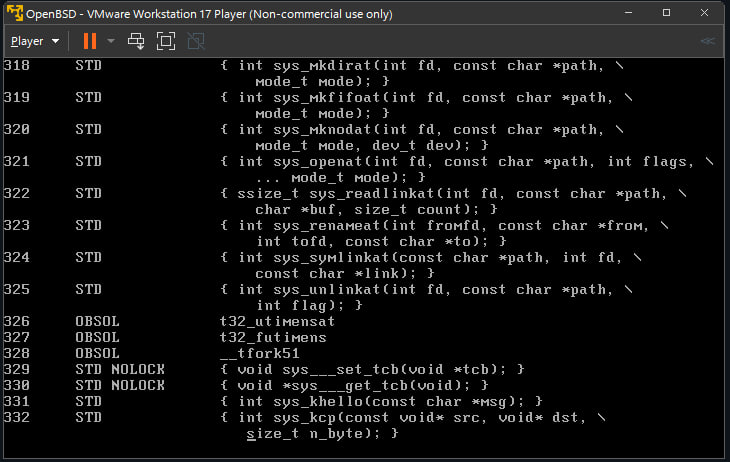 OpenBSD - VMware Workstation 17 Player (Non-commercial use only)
Player
318 STD { int sys_mkdirat(int fd, const char *path, \
mode_t mode); }
319 STD { int sys_mkfifoat(int fd, const char *path, \
mode_t mode); }
320 STD { int sys_mknodat(int fd, const char *path, \
mode_t mode, dev_t dev); }
321 STD { int sys_openat(int fd, const char *path, int flags, \
... mode_t mode); }
322 STD { ssize_t sys_readlinkat(int fd, const char *path, \
char *buf, size_t count); }
323 STD { int sys_renameat(int fromfd, const char *from, \
int tofd, const char *to); }
324 STD { int sys_symlinkat(const char *path, int fd, \
const char *link); }
325 STD { int sys_unlinkat(int fd, const char *path, \
int flag); }
326 OBSOL t32_utimensat
327 OBSOL t32_futimens
328 OBSOL __tfork51
329 STD NOLOCK { void sys___set_tcb(void *tcb); }
330 STD NOLOCK { void *sys___get_tcb(void); }
331 STD { int sys_khello(const char *msg); }
332 STD { int sys_kcp(const void* src, void* dst, \
size_t n_byte); }